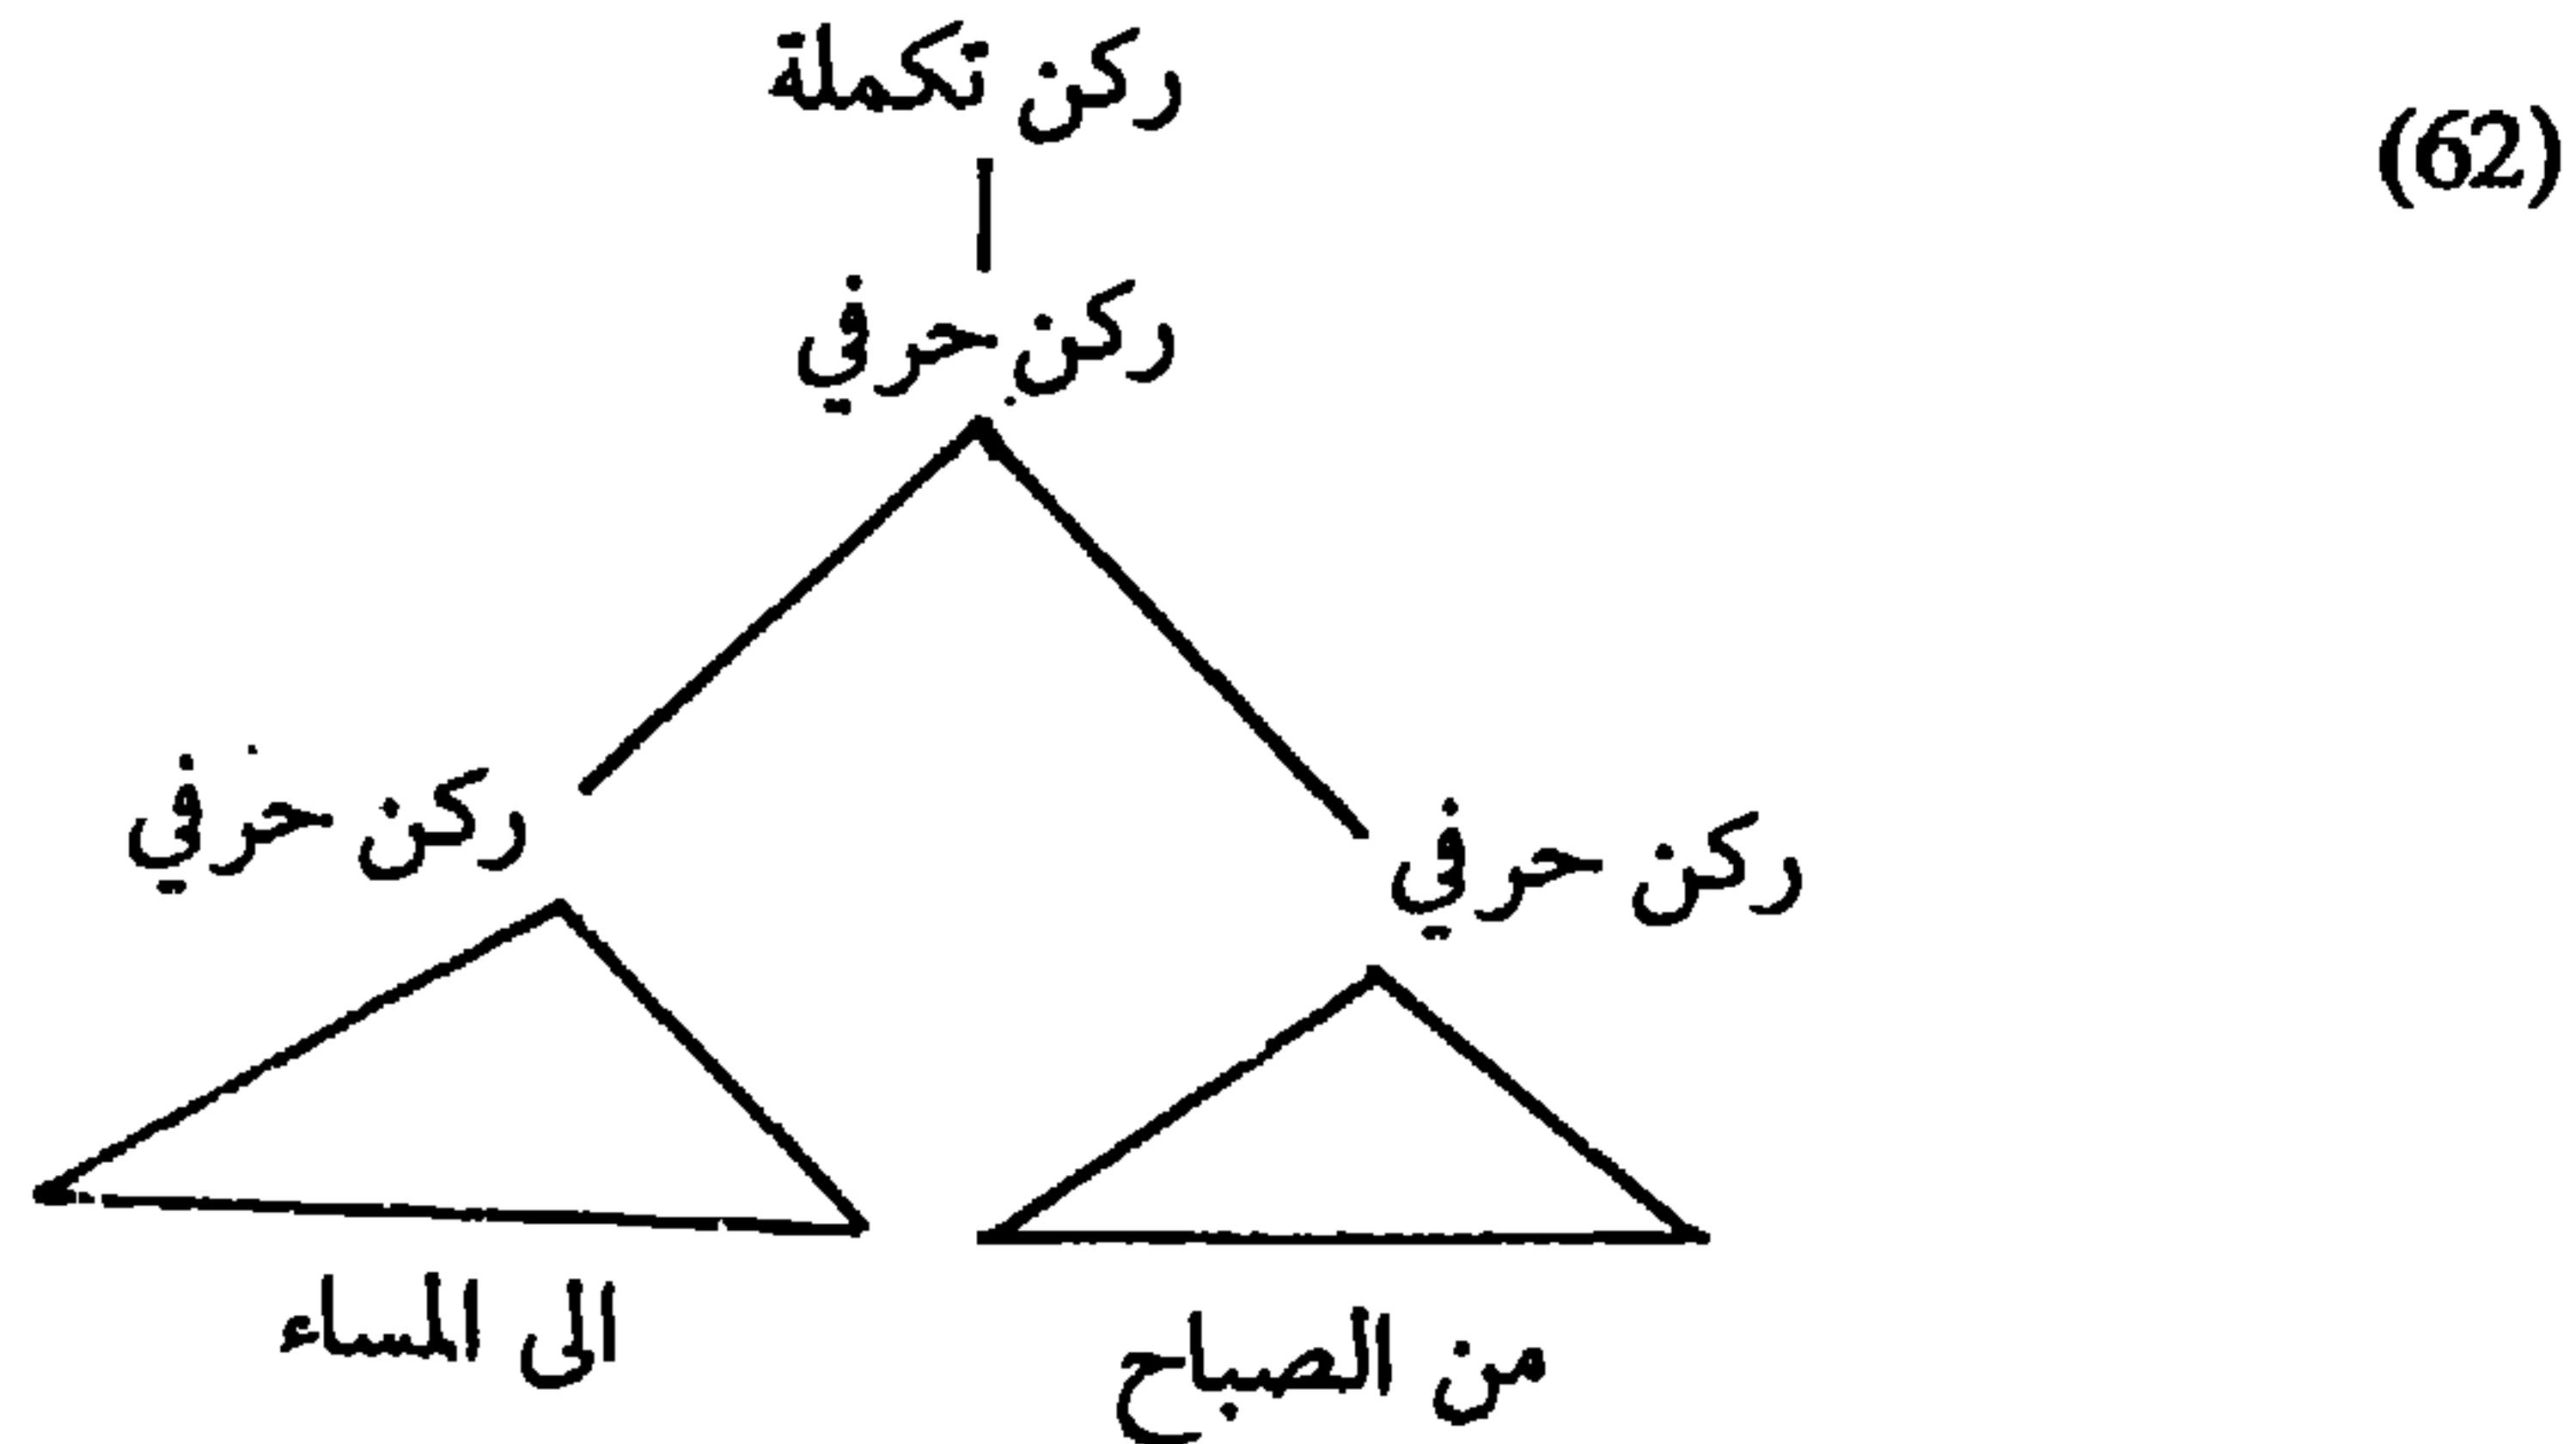 (62)
ركن تكملة
ركن حرفي
ركن حرفي
ركن حرفي
من الصباح
الى المساء